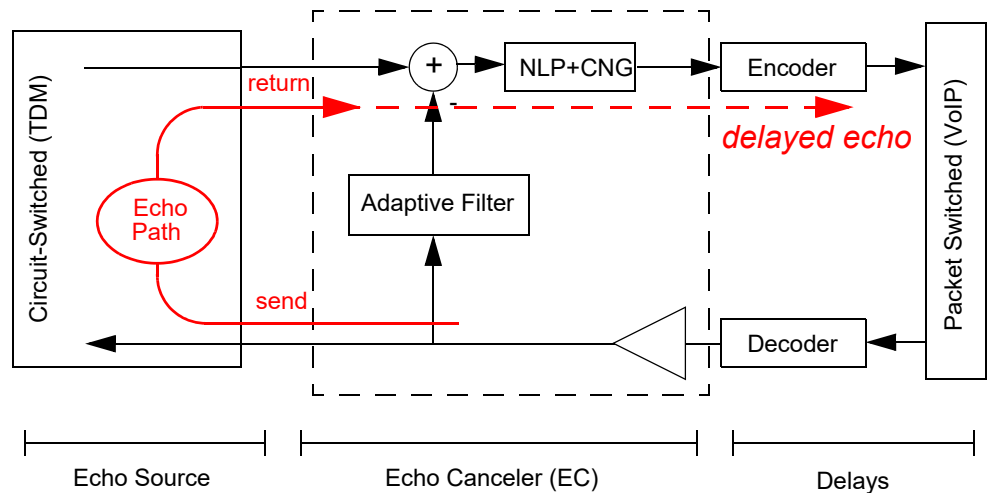 Circuit-Switched (TDM)
return
+
-
NLP+CNG
Encoder
delayed echo
Packet Switched (VoIP)
Adaptive Filter
Echo
Path
send
Decoder
Echo Source
Echo Canceler (EC)
Delays